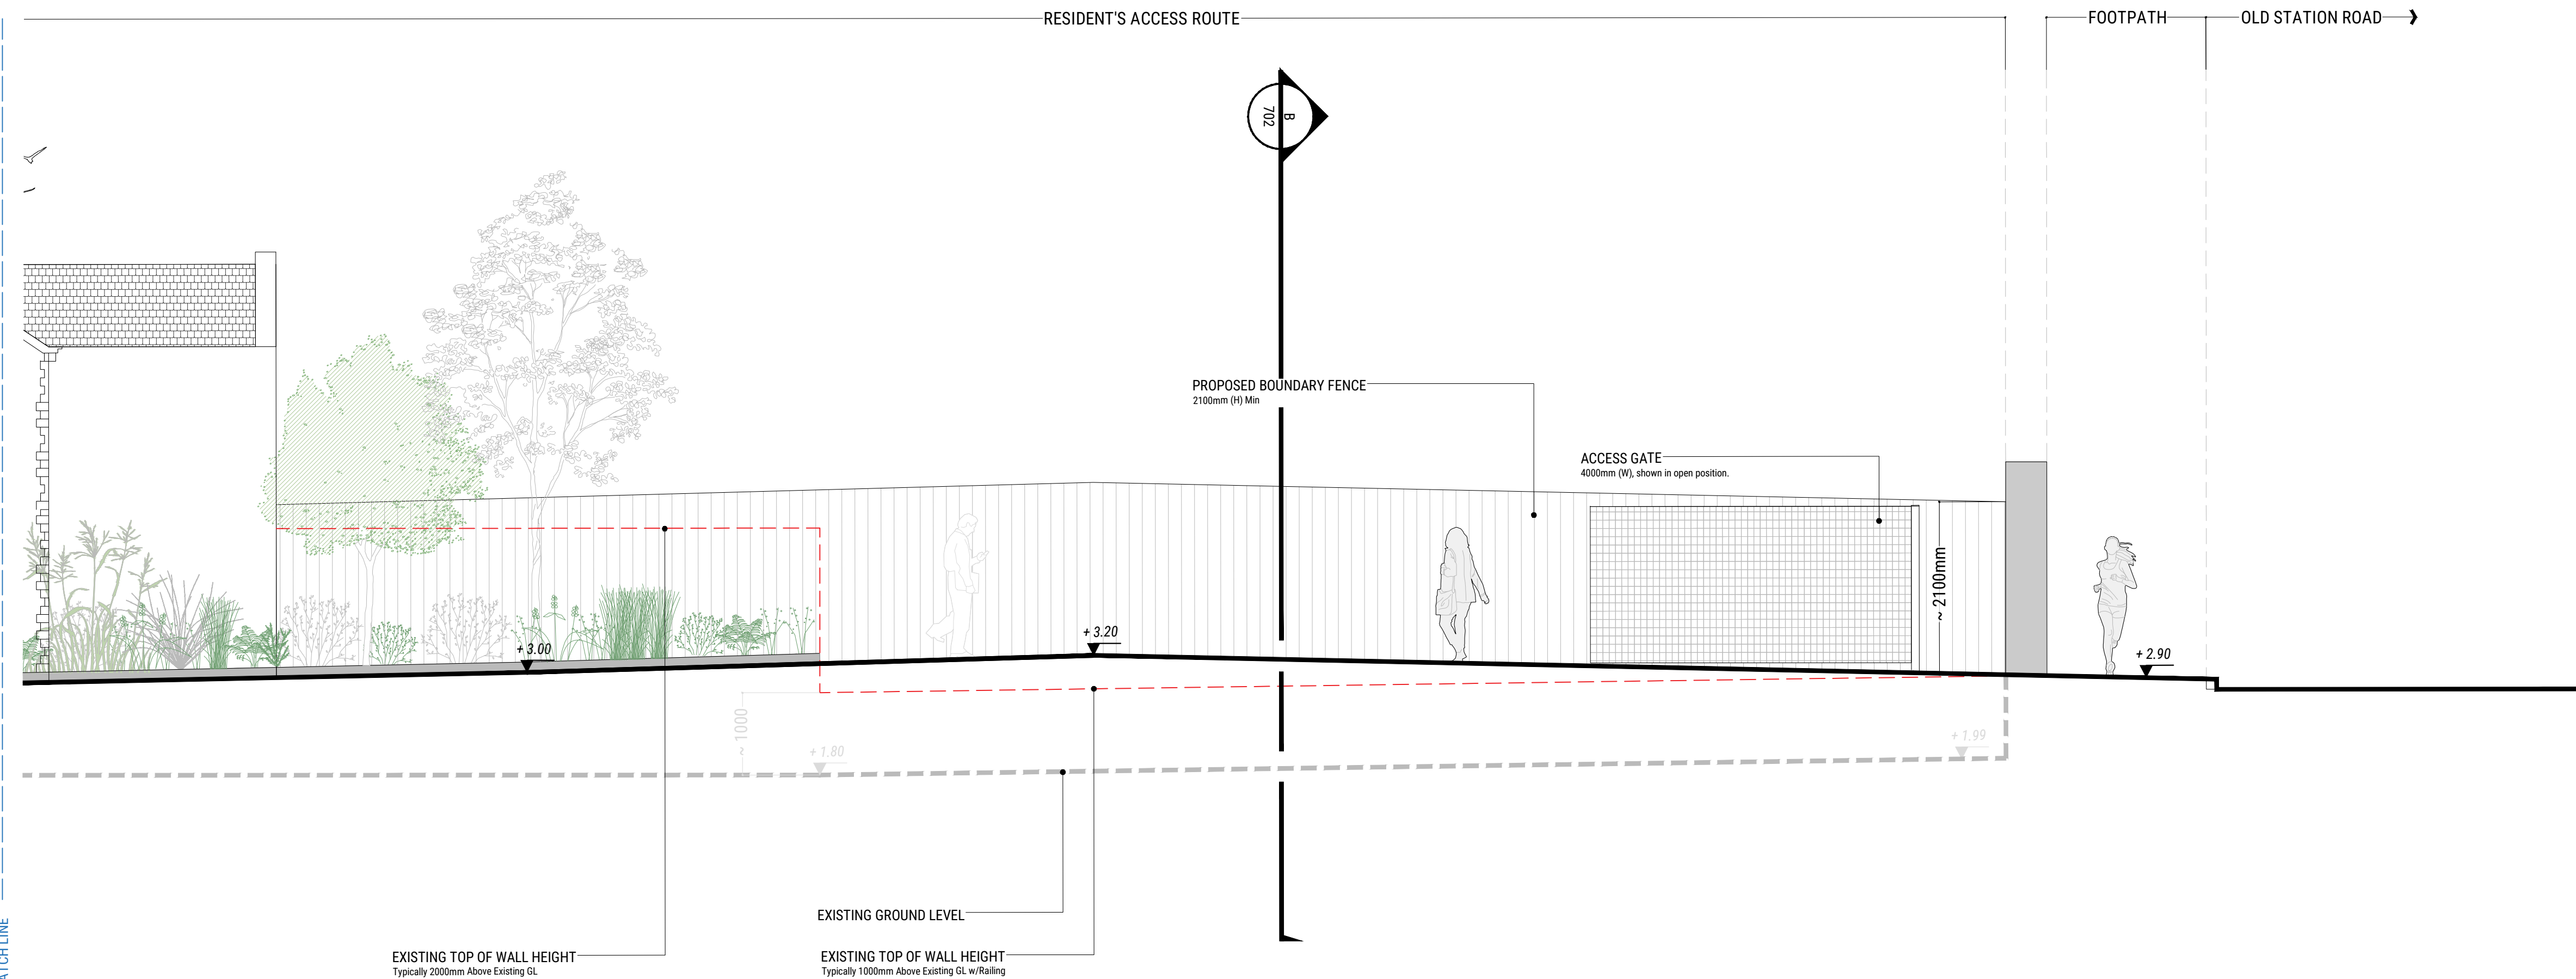 RESIDENT'S ACCESS ROUTE
FOOTPATH
OLD STATION ROAD
B
702
PROPOSED BOUNDARY FENCE
2100mm (H) Min
ACCESS GATE
4000mm (W), shown in open position.
~ 2100mm
+ 3.00
+ 3.20
+ 2.90
~ 1000
+ 1.80
+ 1.99
EXISTING GROUND LEVEL
EXISTING TOP OF WALL HEIGHT
Typically 2000mm Above Existing GL
EXISTING TOP OF WALL HEIGHT
Typically 1000mm Above Existing GL w/Railing
ATCH LINE